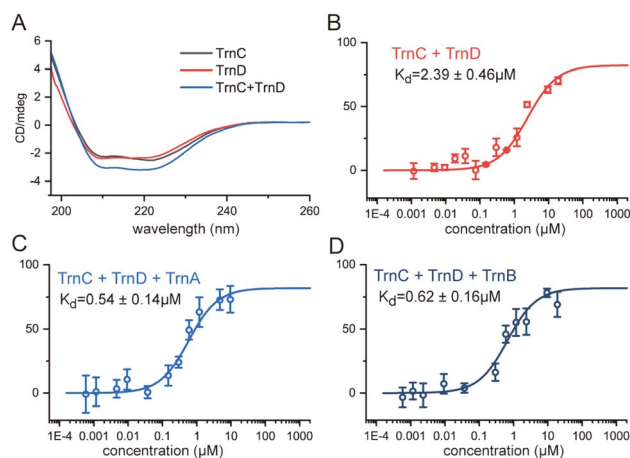 A
TrnC
TrnD
TrnC+TrnD
CD/mdeg
6
4
2
0
-2
-4
200
220
240
260
wavelength (nm)
B
TrnC + TrnD
Kd=2.39 ± 0.46μM
100
50
0
1E-4
0.001
0.01
0.1
1
10
100
1000
concentration (μM)
C
TrnC + TrnD + TrnA
Kd=0.54 ± 0.14μM
100
50
0
1E-4
0.001
0.01
0.1
1
10
100
1000
concentration (μM)
D
TrnC + TrnD + TrnB
Kd=0.62 ± 0.16μM
100
50
0
1E-4
0.001
0.01
0.1
1
10
100
1000
concentration (μM)